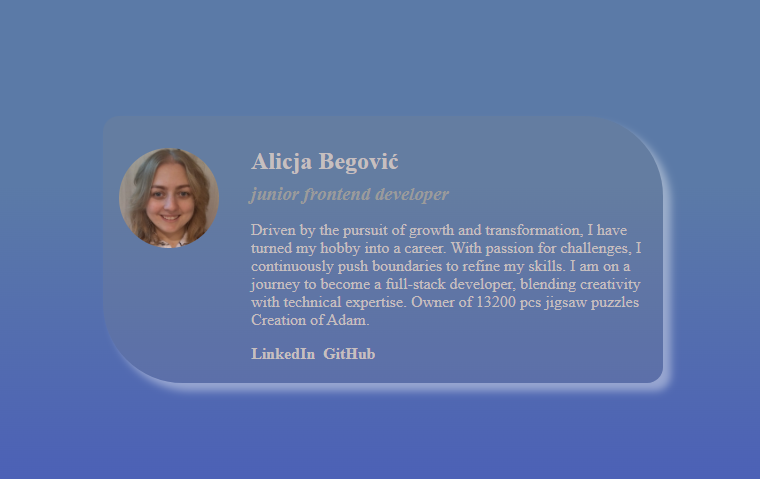 Alicja Begović
junior frontend developer
Driven by the pursuit of growth and transformation, I have
turned my hobby into a career. With passion for challenges, I
continuously push boundaries to refine my skills. I am on a
journey to become a full-stack developer, blending creativity
with technical expertise. Owner of 13200 pcs jigsaw puzzles
Creation of Adam.
LinkedIn GitHub